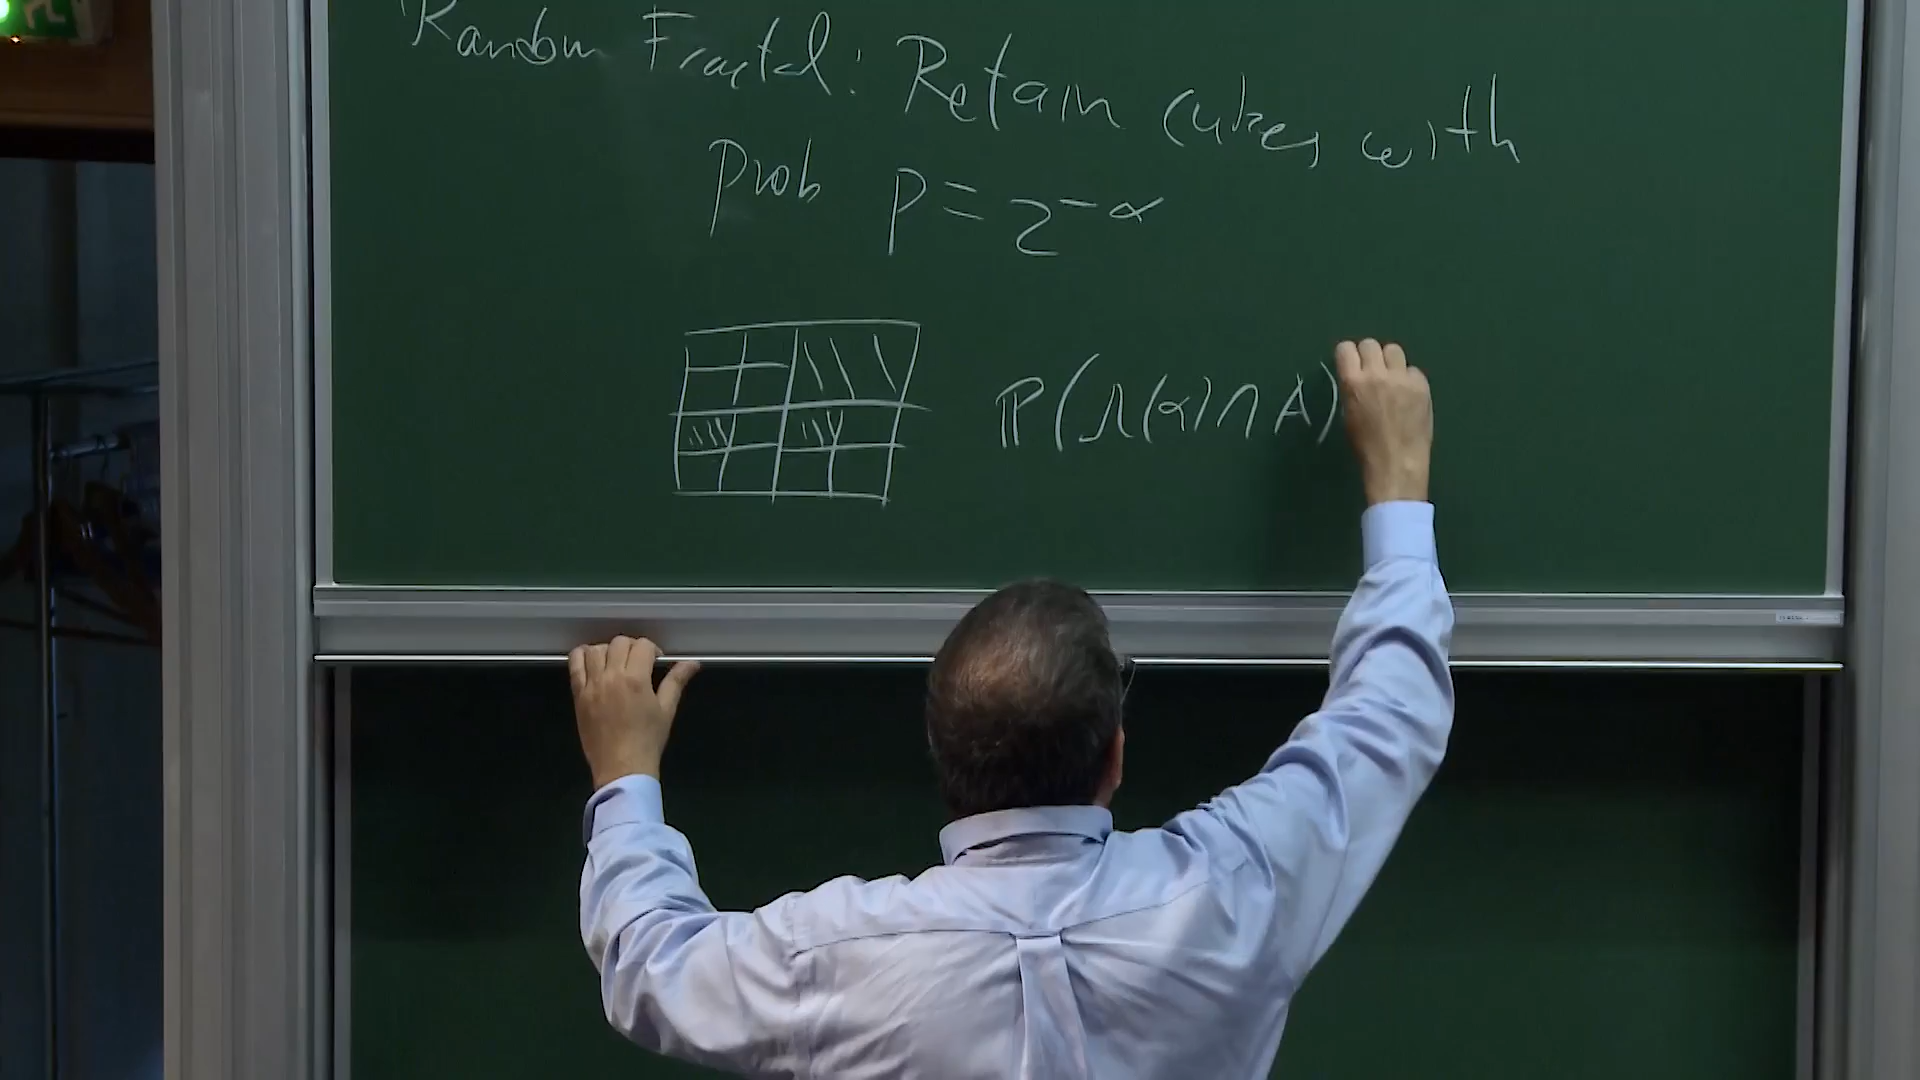 Random Fractal: Retain cubes with
prob p = 2^{-α}
ℙ(Λ(α) ∩ A)